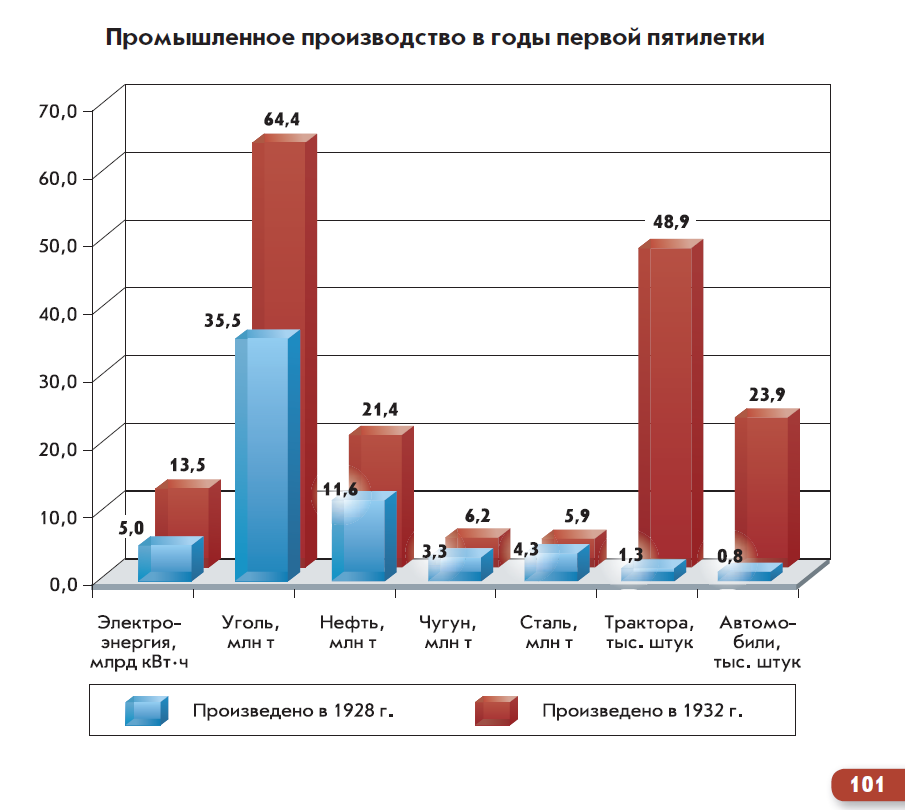 Промышленное производство в годы первой пятилетки
70,0
60,0
50,0
40,0
30,0
20,0
10,0
0,0
5,0
13,5
35,5
64,4
11,6
21,4
3,3
6,2
4,3
5,9
1,3
48,9
0,8
23,9
Электро-
энергия,
млрд кВт·ч
Уголь,
млн т
Нефть,
млн т
Чугун,
млн т
Сталь,
млн т
Трактора,
тыс. штук
Автомо-
били,
тыс. штук
Произведено в 1928 г.
Произведено в 1932 г.
101